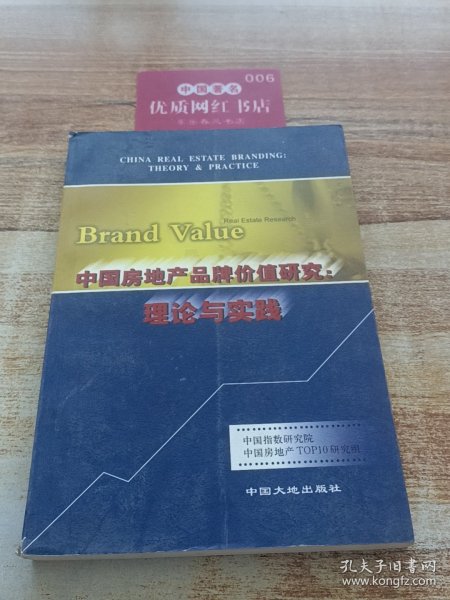 006
中国著名
优质网红书店
CHINA REAL ESTATE BRANDING:
THEORY & PRACTICE
Real Estate Research
Brand Value
中国房地产品牌价值研究:
理论与实践
中国指数研究院
中国房地产TOP10研究组
中国大地出版社
孔夫子旧书网
www.kongfz.com